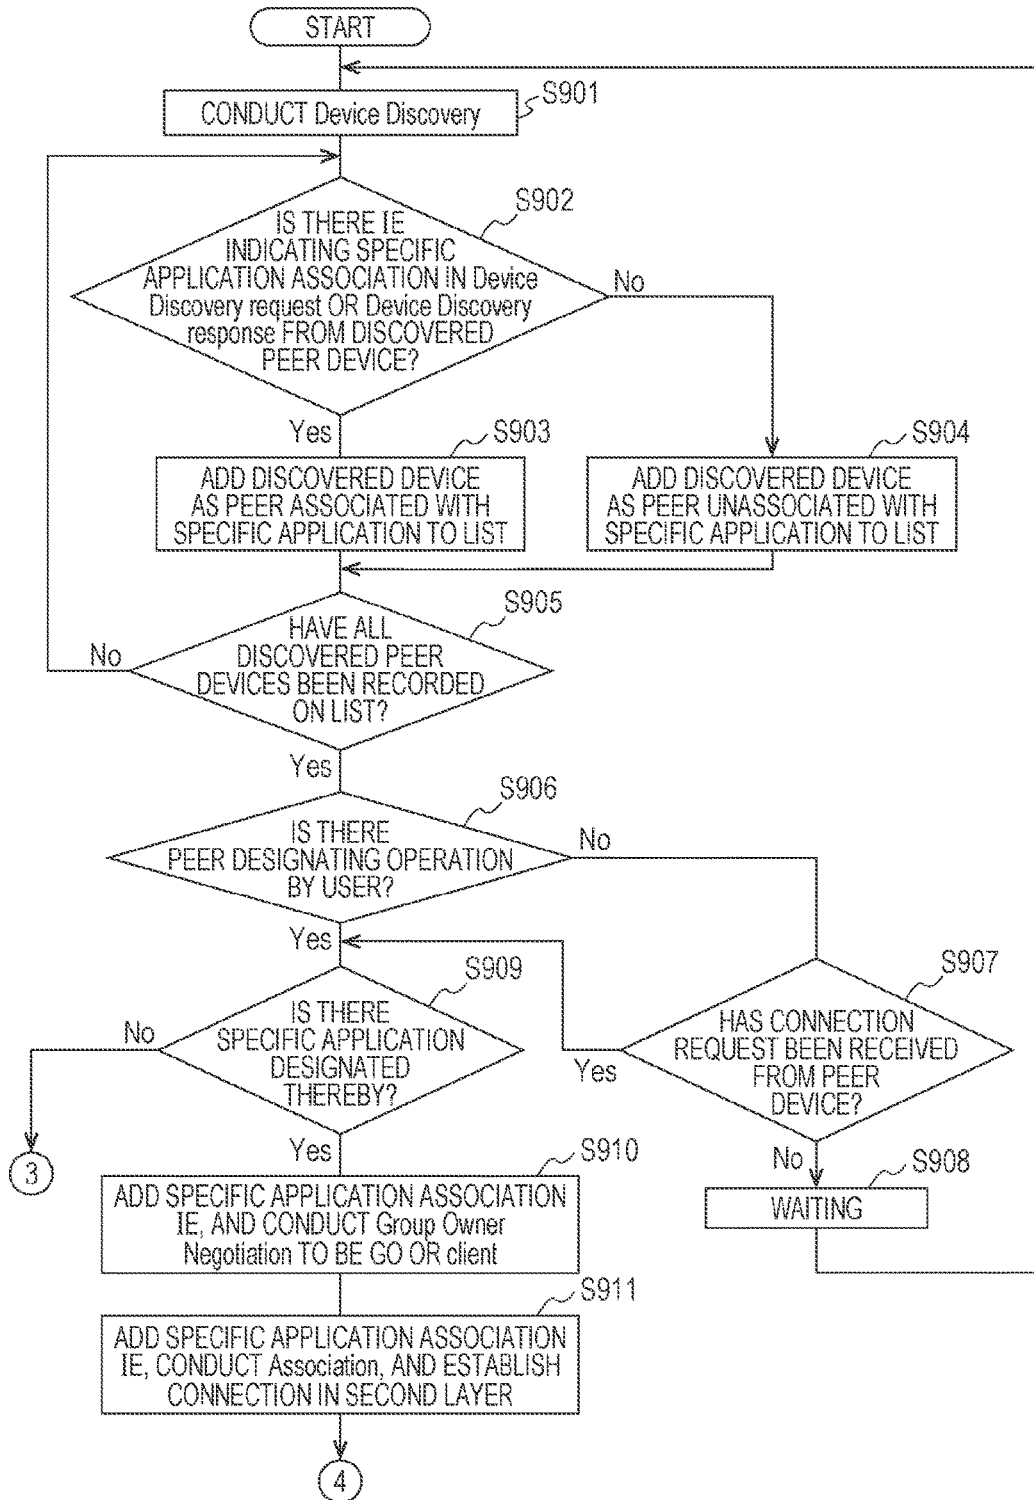 START
S901
CONDUCT Device Discovery
S902
IS THERE IE
INDICATING SPECIFIC
APPLICATION ASSOCIATION IN Device
Discovery request OR Device Discovery
response FROM DISCOVERED
PEER DEVICE?
No
Yes
S903
ADD DISCOVERED DEVICE
AS PEER ASSOCIATED WITH
SPECIFIC APPLICATION TO LIST
S904
ADD DISCOVERED DEVICE
AS PEER UNASSOCIATED WITH
SPECIFIC APPLICATION TO LIST
S905
HAVE ALL
DISCOVERED PEER
DEVICES BEEN RECORDED
ON LIST?
No
Yes
S906
IS THERE
PEER DESIGNATING OPERATION
BY USER?
No
Yes
S907
HAS CONNECTION
REQUEST BEEN RECEIVED
FROM PEER
DEVICE?
Yes
No
S908
WAITING
S909
IS THERE
SPECIFIC APPLICATION
DESIGNATED
THEREBY?
No
3
Yes
S910
ADD SPECIFIC APPLICATION ASSOCIATION
IE, AND CONDUCT Group Owner
Negotiation TO BE GO OR client
S911
ADD SPECIFIC APPLICATION ASSOCIATION
IE, CONDUCT Association, AND ESTABLISH
CONNECTION IN SECOND LAYER
4